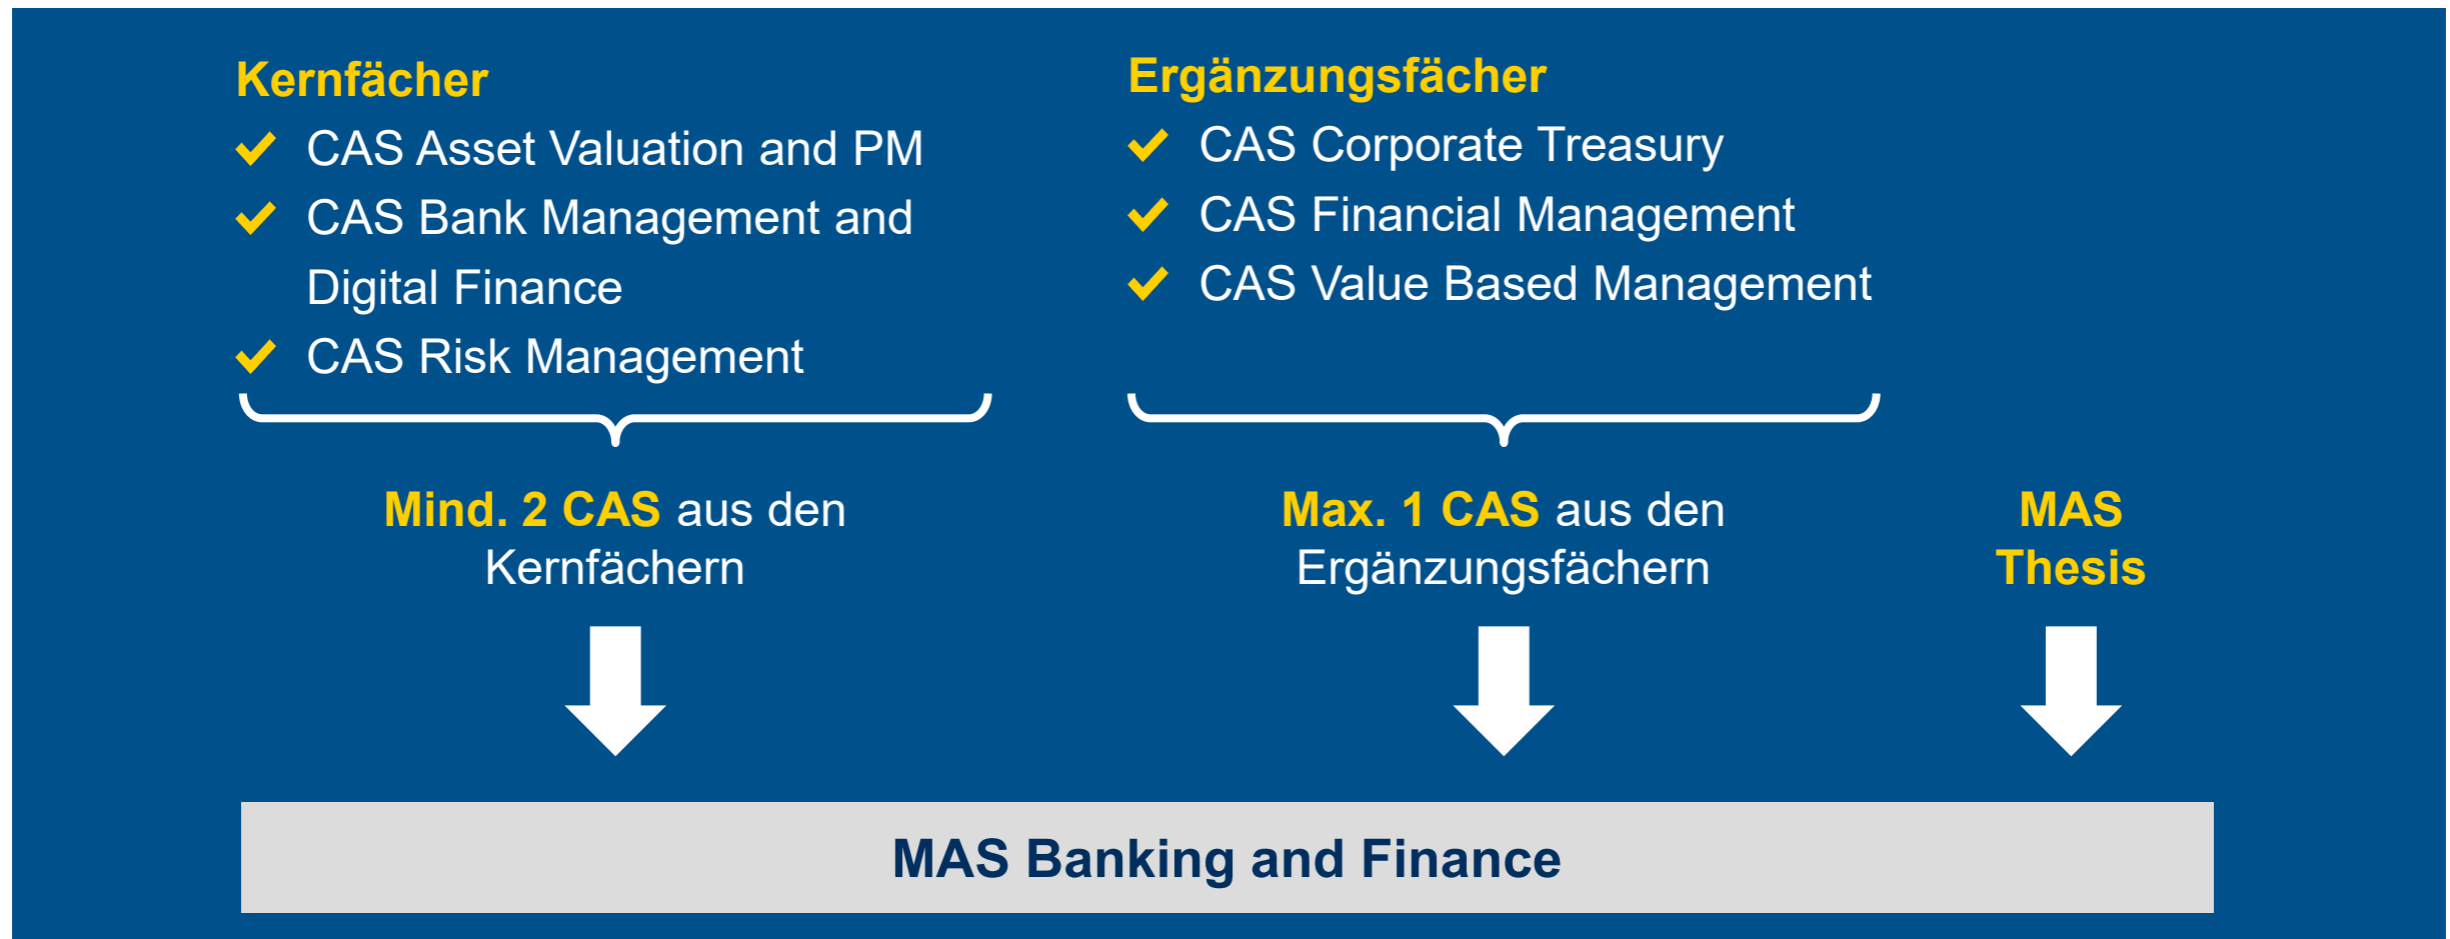 Kernfächer
CAS Asset Valuation and PM
CAS Bank Management and
Digital Finance
CAS Risk Management
Mind. 2 CAS aus den
Kernfächern
Ergänzungsfächer
CAS Corporate Treasury
CAS Financial Management
CAS Value Based Management
Max. 1 CAS aus den
Ergänzungsfächern
MAS
Thesis
MAS Banking and Finance